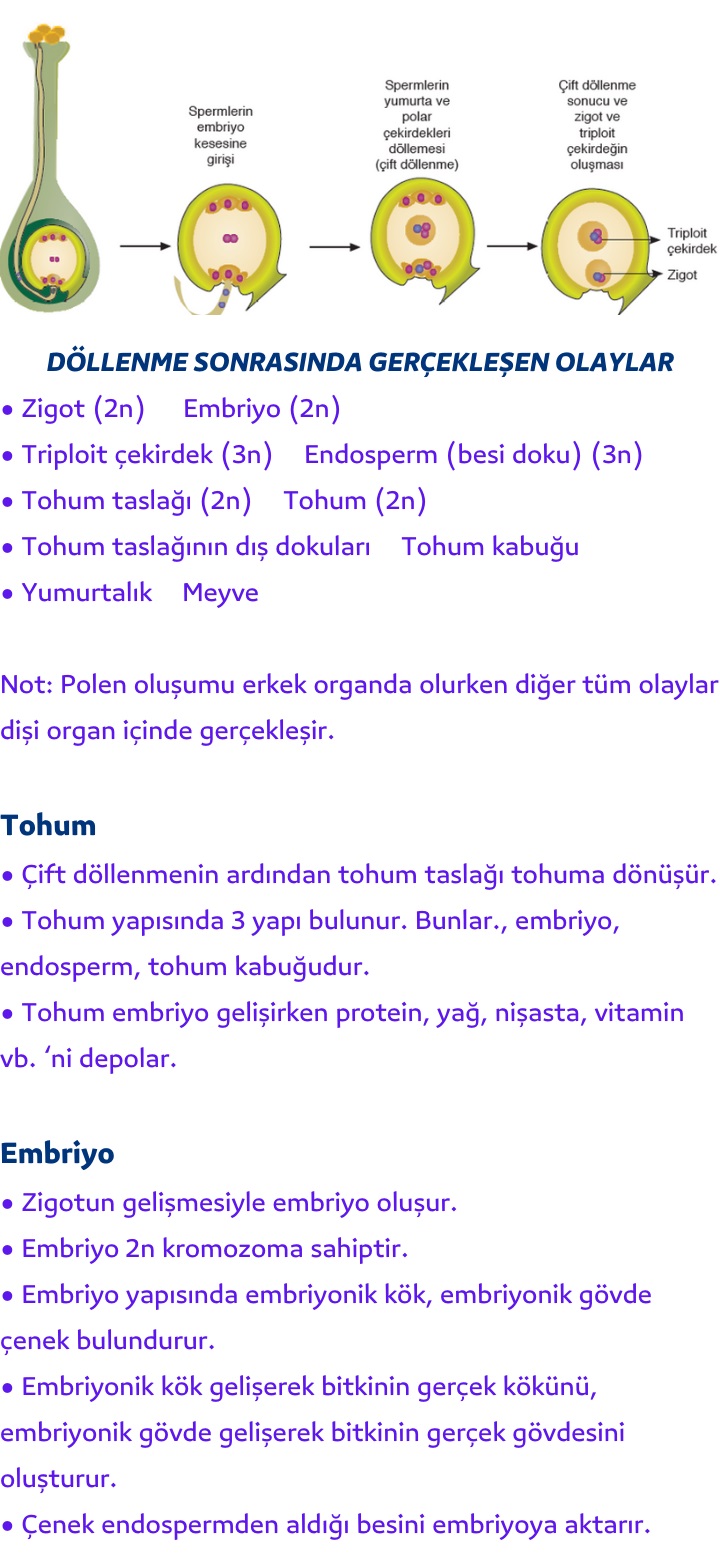 Spermlerin
embriyo
kesesine
girişi
Spermlerin
yumurta ve
polar
çekirdekleri
döllemesi
(çift döllenme)
Çift döllenme
sonucu ve
zigot ve
triploit
çekirdeğin
oluşması
Triploit
çekirdek
Zigot
DÖLLENME SONRASINDA GERÇEKLEŞEN OLAYLAR
• Zigot (2n) Embriyo (2n)
• Triploit çekirdek (3n) Endosperm (besi doku) (3n)
• Tohum taslağı (2n) Tohum (2n)
• Tohum taslağının dış dokuları Tohum kabuğu
• Yumurtalık Meyve
Not: Polen oluşumu erkek organda olurken diğer tüm olaylar
dişi organ içinde gerçekleşir.
Tohum
• Çift döllenmenin ardından tohum taslağı tohuma dönüşür.
• Tohum yapısında 3 yapı bulunur. Bunlar., embriyo,
endosperm, tohum kabuğudur.
• Tohum embriyo gelişirken protein, yağ, nişasta, vitamin
vb. ‘ni depolar.
Embriyo
• Zigotun gelişmesiyle embriyo oluşur.
• Embriyo 2n kromozoma sahiptir.
• Embriyo yapısında embriyonik kök, embriyonik gövde
çenek bulundurur.
• Embriyonik kök gelişerek bitkinin gerçek kökünü,
embriyonik gövde gelişerek bitkinin gerçek gövdesini
oluşturur.
• Çenek endospermden aldığı besini embriyoya aktarır.